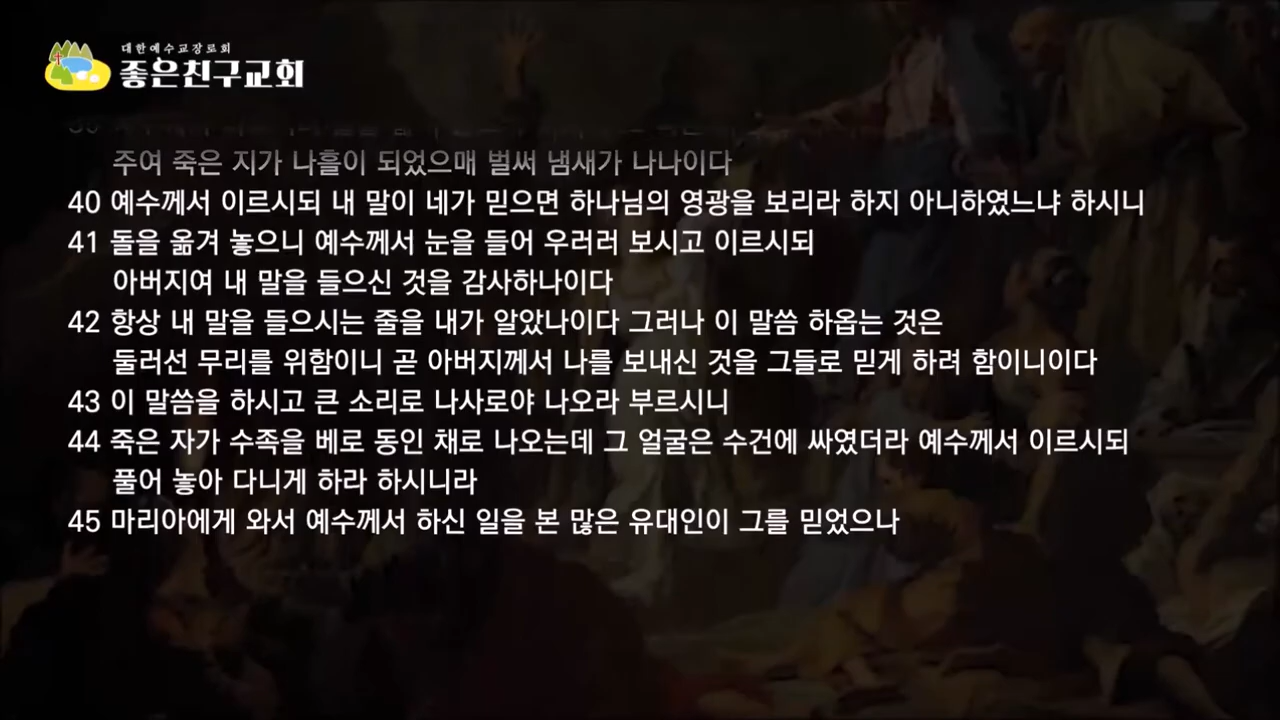 대한예수교장로회
좋은친구교회
주여 죽은 지가 나흘이 되었으매 벌써 냄새가 나나이다
40 예수께서 이르시되 내 말이 네가 믿으면 하나님의 영광을 보리라 하지 아니하였느냐 하시니
41 돌을 옮겨 놓으니 예수께서 눈을 들어 우러러 보시고 이르시되
아버지여 내 말을 들으신 것을 감사하나이다
42 항상 내 말을 들으시는 줄을 내가 알았나이다 그러나 이 말씀 하옵는 것은
둘러선 무리를 위함이니 곧 아버지께서 나를 보내신 것을 그들로 믿게 하려 함이니이다
43 이 말씀을 하시고 큰 소리로 나사로야 나오라 부르시니
44 죽은 자가 수족을 베로 동인 채로 나오는데 그 얼굴은 수건에 싸였더라 예수께서 이르시되
풀어 놓아 다니게 하라 하시니라
45 마리아에게 와서 예수께서 하신 일을 본 많은 유대인이 그를 믿었으나